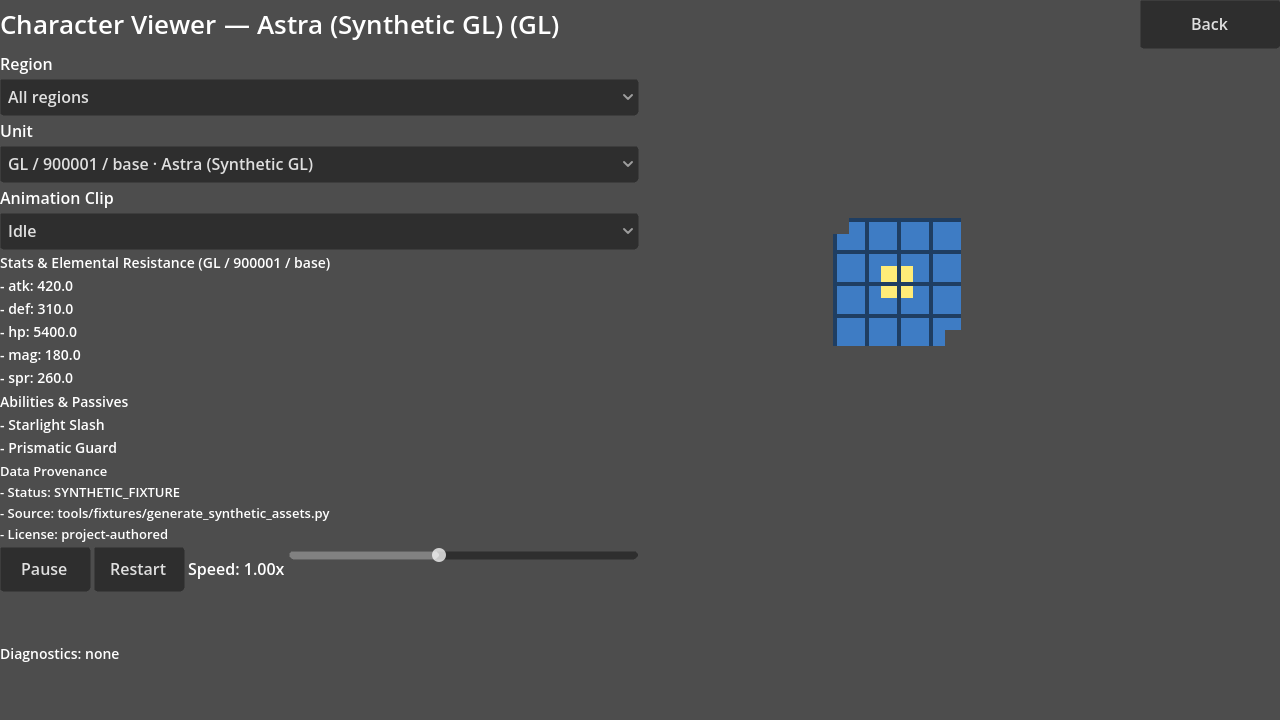 Character Viewer — Astra (Synthetic GL) (GL)
Back
Region
All regions
Unit
GL / 900001 / base · Astra (Synthetic GL)
Animation Clip
Idle
Stats & Elemental Resistance (GL / 900001 / base)
- atk: 420.0
- def: 310.0
- hp: 5400.0
- mag: 180.0
- spr: 260.0
Abilities & Passives
- Starlight Slash
- Prismatic Guard
Data Provenance
- Status: SYNTHETIC_FIXTURE
- Source: tools/fixtures/generate_synthetic_assets.py
- License: project-authored
Pause Restart Speed: 1.00x
Diagnostics: none